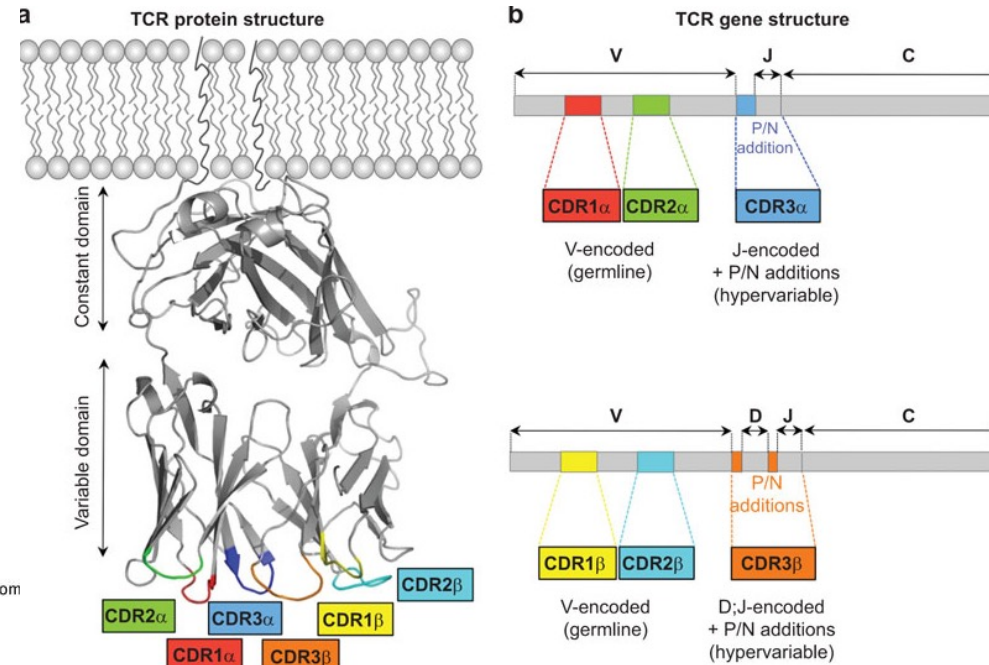 a
TCR protein structure
Constant domain
Variable domain
om
CDR2α
CDR3α
CDR1β
CDR2β
CDR1α
CDR3β
b
TCR gene structure
V
J
C
P/N
addition
CDR1α
CDR2α
CDR3α
V-encoded
(germline)
J-encoded
+ P/N additions
(hypervariable)
V
D
J
C
P/N
additions
CDR1β
CDR2β
CDR3β
V-encoded
(germline)
D;J-encoded
+ P/N additions
(hypervariable)